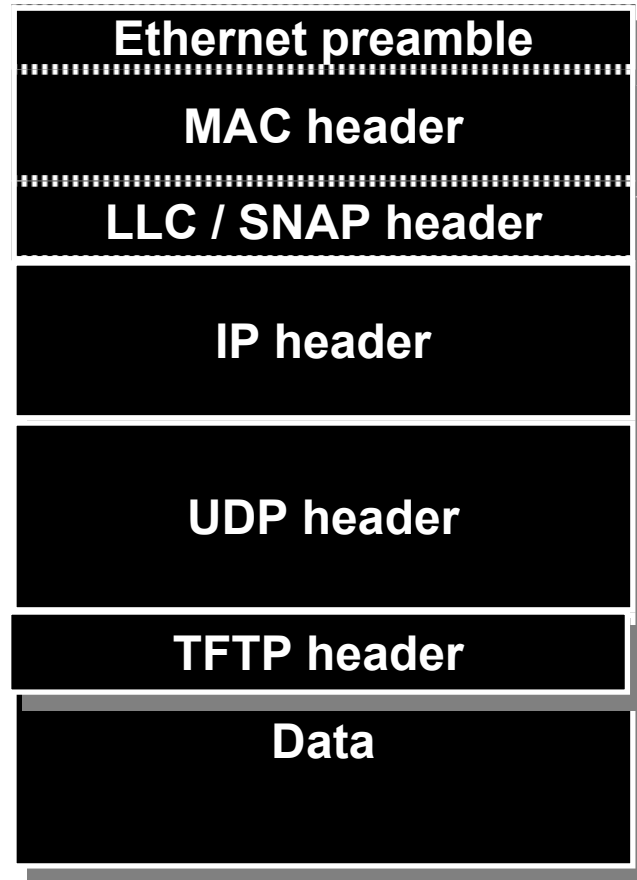 Ethernet preamble
MAC header
LLC / SNAP header
IP header
UDP header
TFTP header
Data